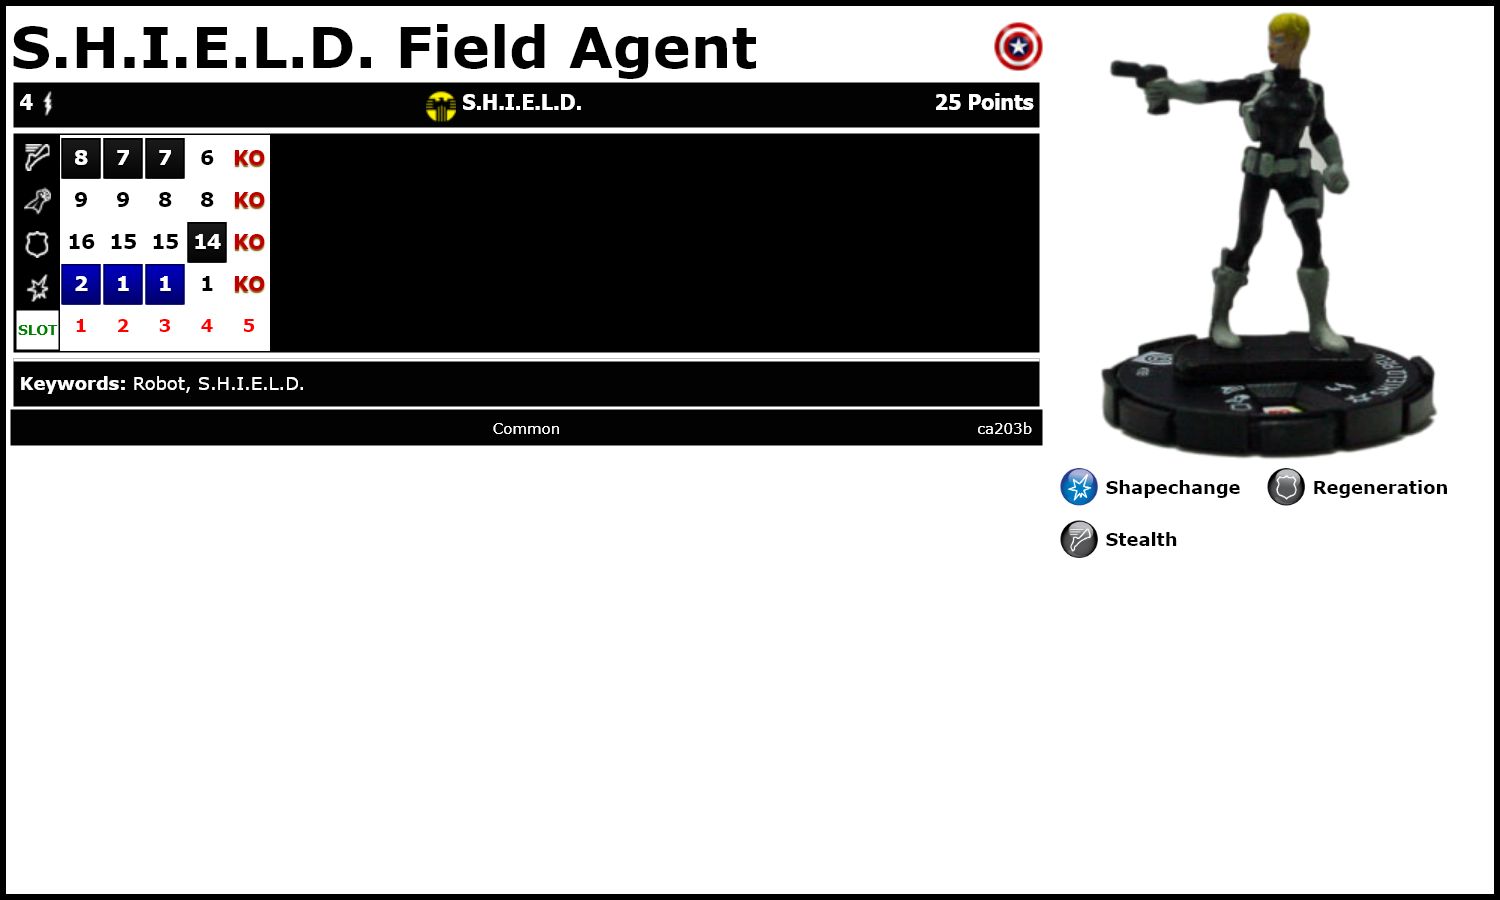 S.H.I.E.L.D. Field Agent
4 S.H.I.E.L.D. 25 Points
8 7 7 6 KO
9 9 8 8 KO
16 15 15 14 KO
2 1 1 1 KO
SLOT 1 2 3 4 5
Keywords: Robot, S.H.I.E.L.D.
Common ca203b
Shapechange Regeneration
Stealth